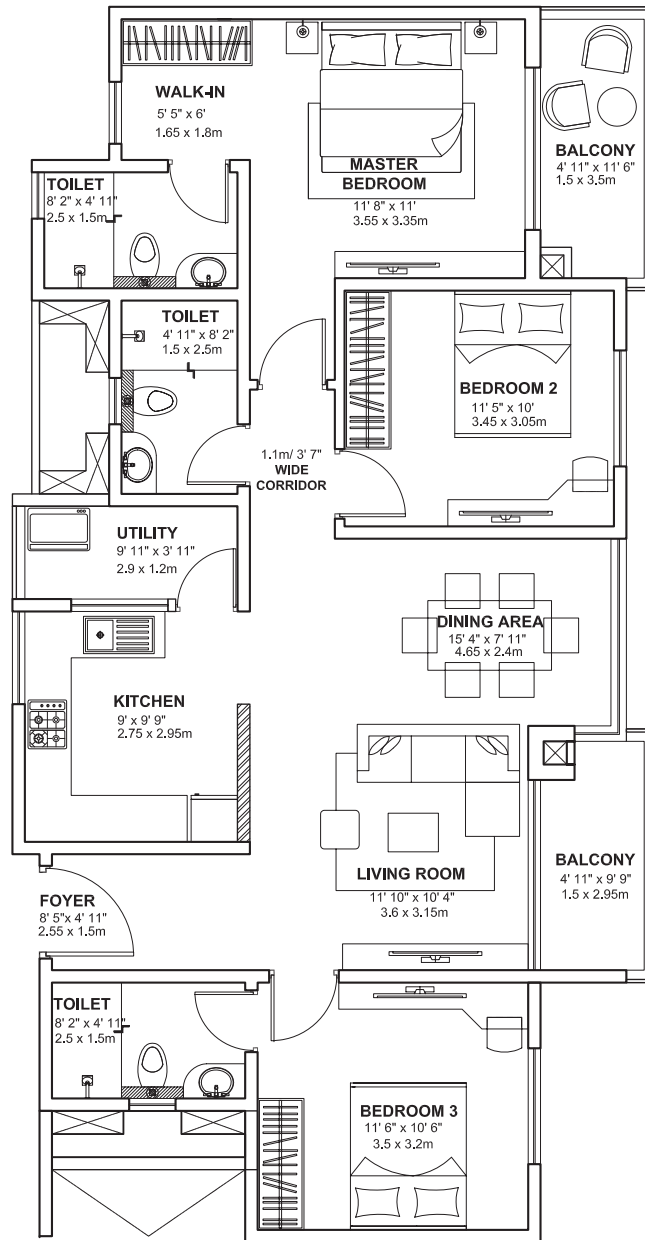 WALK-IN
5' 5" x 6'
1.65 x 1.8m
MASTER
BEDROOM
11' 8" x 11'
3.55 x 3.35m
BALCONY
4' 11" x 11' 6"
1.5 x 3.5m
TOILET
8' 2" x 4' 11"
2.5 x 1.5m
TOILET
4' 11" x 8' 2"
1.5 x 2.5m
BEDROOM 2
11' 5" x 10'
3.45 x 3.05m
1.1m/ 3' 7"
WIDE
CORRIDOR
UTILITY
9' 11" x 3' 11"
2.9 x 1.2m
DINING AREA
15' 4" x 7' 11"
4.65 x 2.4m
KITCHEN
9' x 9' 9"
2.75 x 2.95m
LIVING ROOM
11' 10" x 10' 4"
3.6 x 3.15m
BALCONY
4' 11" x 9' 9"
1.5 x 2.95m
FOYER
8' 5"x 4' 11"
2.55 x 1.5m
TOILET
8' 2" x 4' 11"
2.5 x 1.5m
BEDROOM 3
11' 6" x 10' 6"
3.5 x 3.2m